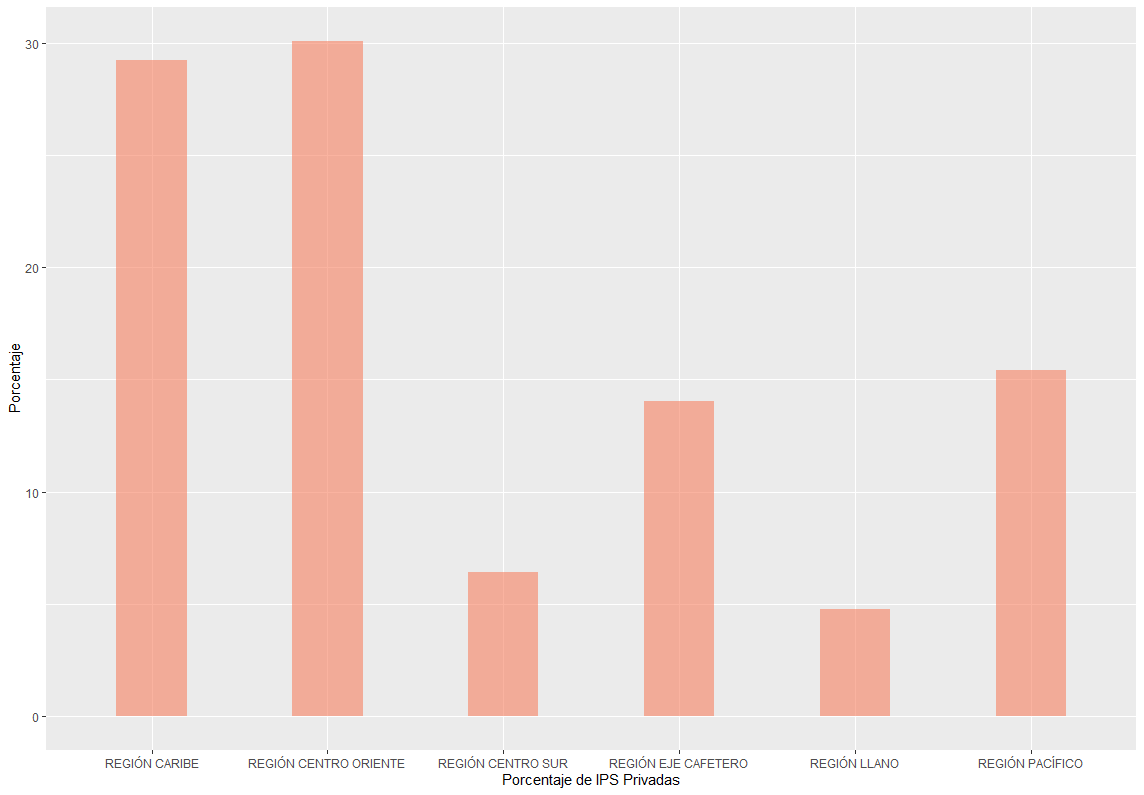 Porcentaje
30
20
10
0
REGIÓN CARIBE
REGIÓN CENTRO ORIENTE
REGIÓN CENTRO SUR
REGIÓN EJE CAFETERO
REGIÓN LLANO
REGIÓN PACÍFICO
Porcentaje de IPS Privadas